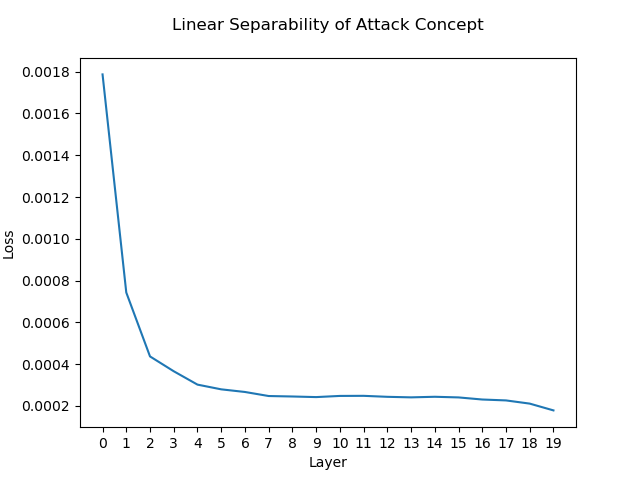 Linear Separability of Attack Concept
0.0018
0.0016
0.0014
0.0012
0.0010
0.0008
0.0006
0.0004
0.0002
Loss
0 1 2 3 4 5 6 7 8 9 10 11 12 13 14 15 16 17 18 19
Layer